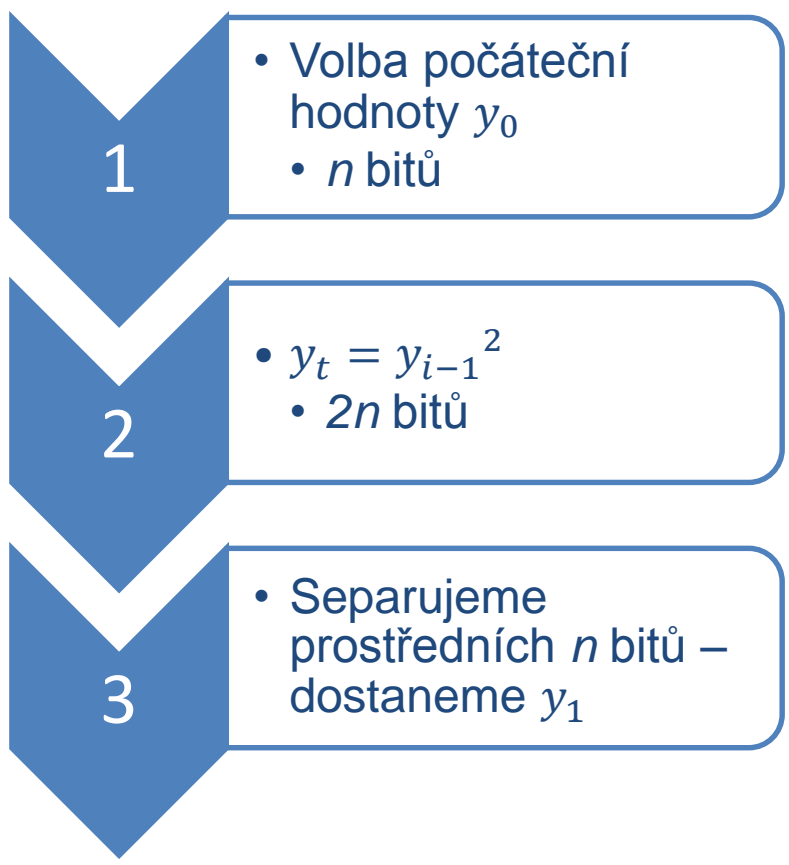 1
• Volba počáteční
hodnoty y₀
• n bitů
2
• yₜ = yᵢ₋₁²
• 2n bitů
3
• Separujeme
prostředních n bitů –
dostaneme y₁